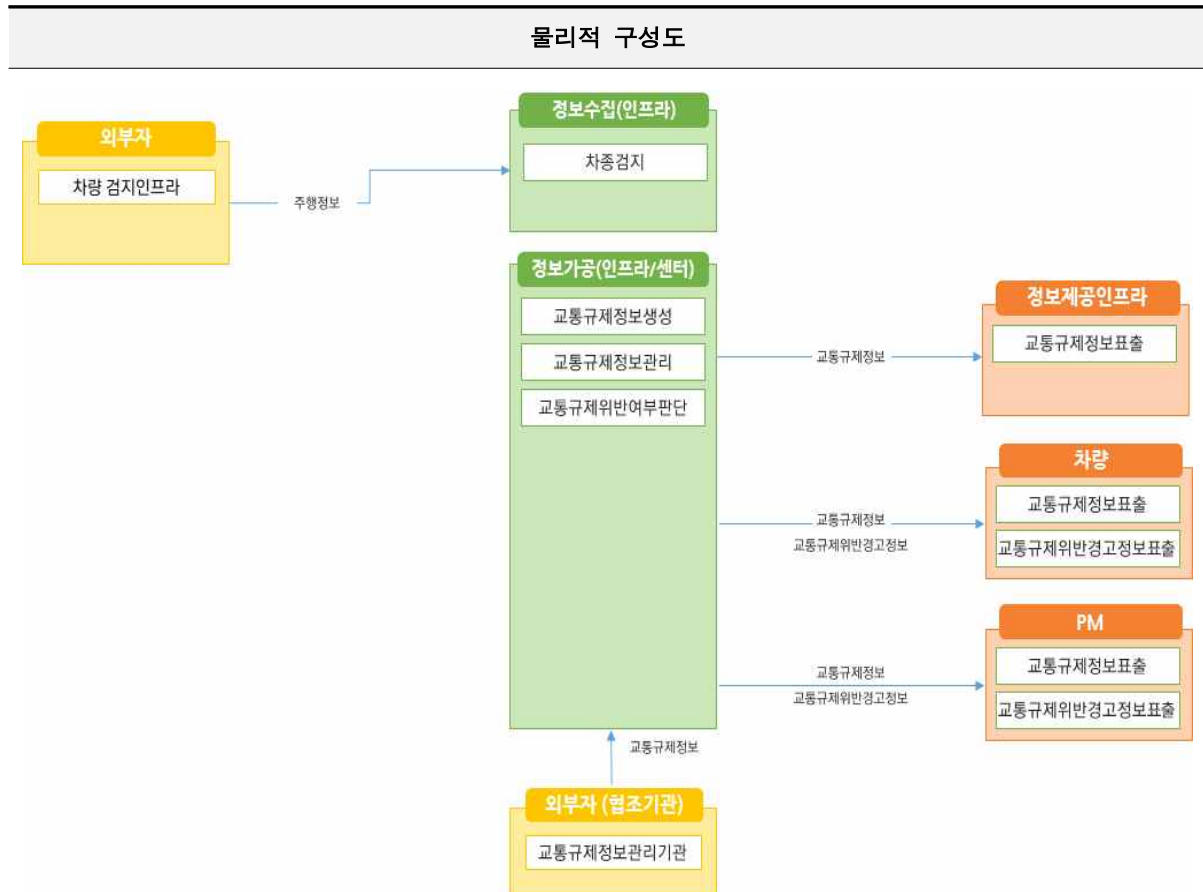 물리적 구성도
외부자
차량 검지인프라
주행정보
정보수집(인프라)
차종검지
정보가공(인프라/센터)
교통규제정보생성
교통규제정보관리
교통규제위반여부판단
교통규제정보
정보제공인프라
교통규제정보표출
교통규제정보
교통규제위반경고정보
차량
교통규제정보표출
교통규제위반경고정보표출
교통규제정보
교통규제위반경고정보
PM
교통규제정보표출
교통규제위반경고정보표출
교통규제정보
외부자 (협조기관)
교통규제정보관리기관